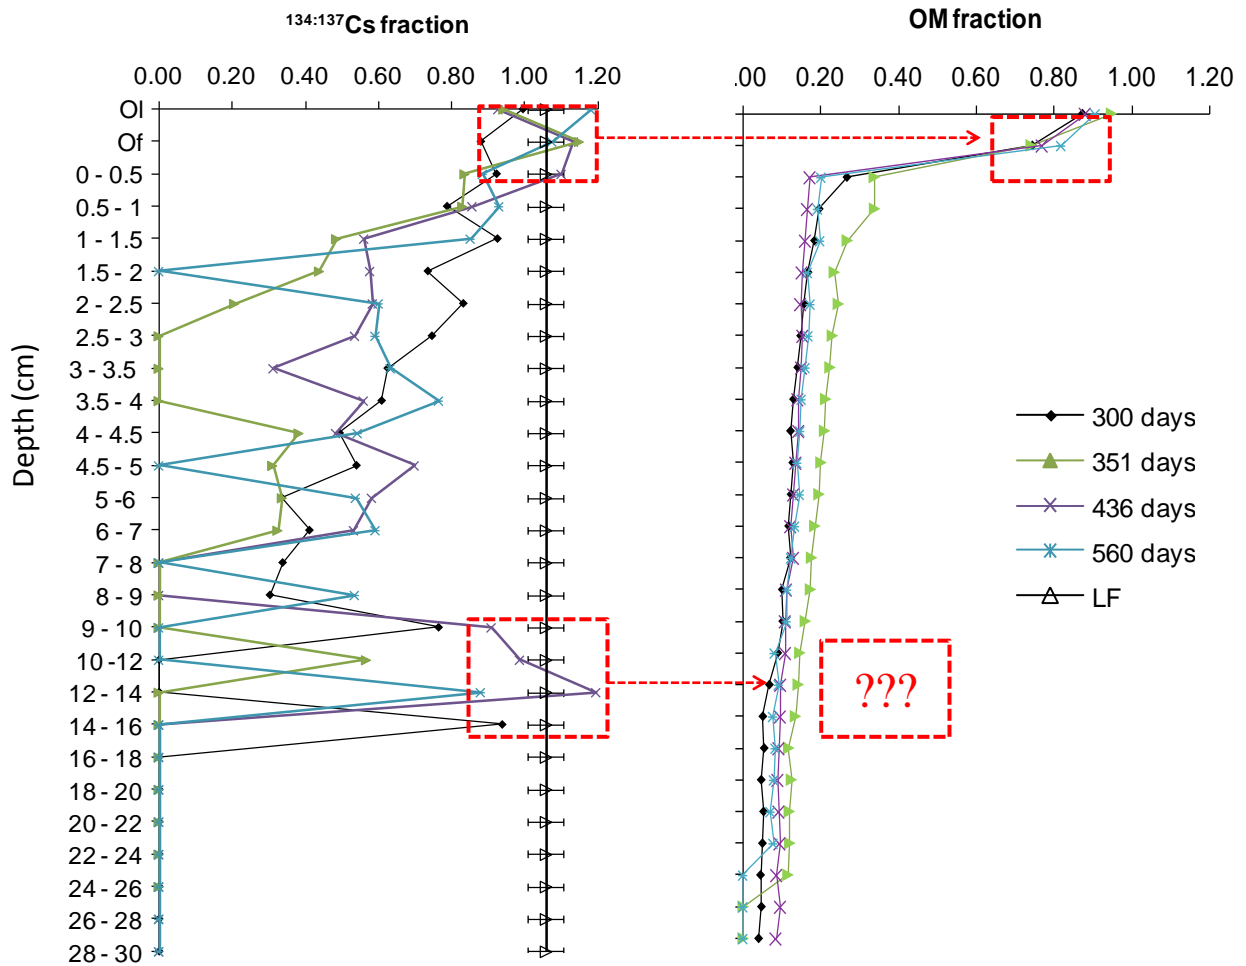 134:137Cs fraction
OM fraction
0.00 0.20 0.40 0.60 0.80 1.00 1.20
.00 0.20 0.40 0.60 0.80 1.00 1.20
Depth (cm)
Ol
Of
0 - 0.5
0.5 - 1
1 - 1.5
1.5 - 2
2 - 2.5
2.5 - 3
3 - 3.5
3.5 - 4
4 - 4.5
4.5 - 5
5 -6
6 - 7
7 - 8
8 - 9
9 - 10
10 -12
12 - 14
14 - 16
16 - 18
18 - 20
20 - 22
22 - 24
24 - 26
26 - 28
28 - 30
???
300 days
351 days
436 days
560 days
LF